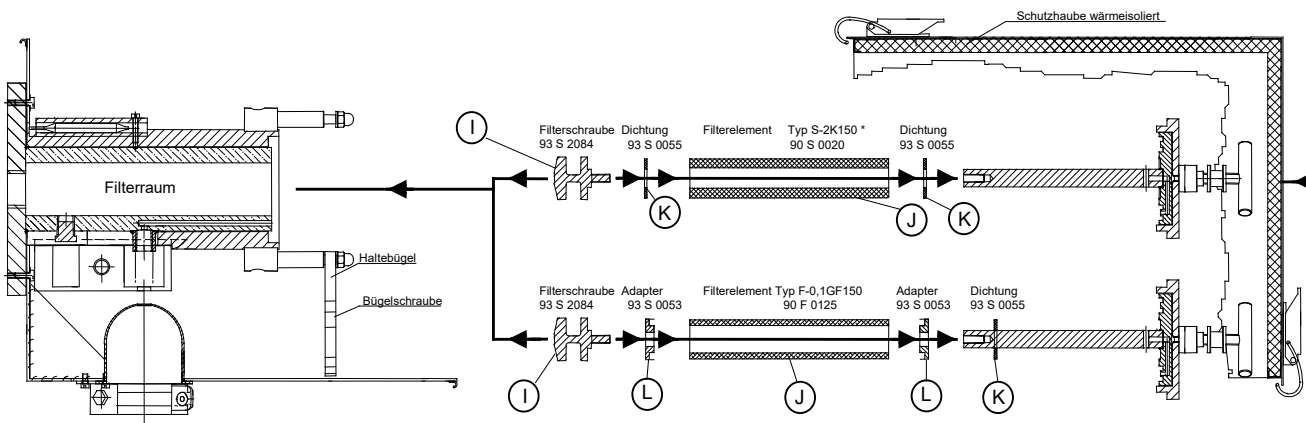 Schutzhaube wärmeisoliert
I
Filterschraube
93 S 2084
Dichtung
93 S 0055
Filterelement Typ S-2K150 *
90 S 0020
Dichtung
93 S 0055
Filterraum
K
J
K
Haltebügel
Bügelschraube
Filterschraube
93 S 2084
Adapter
93 S 0053
Filterelement Typ F-0,1GF150
90 F 0125
Adapter
93 S 0053
Dichtung
93 S 0055
I
L
J
L
K